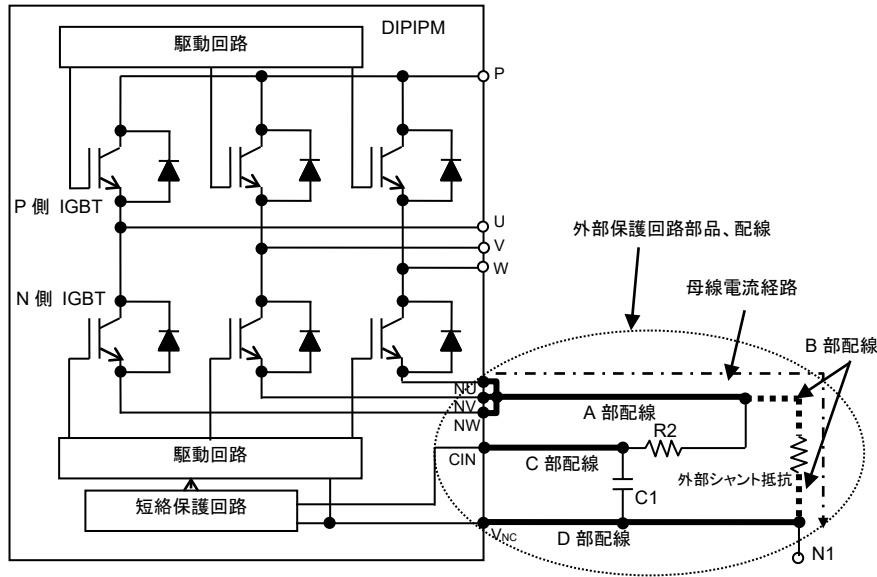 DIPIPM
駆動回路
P
P 側 IGBT
U
V
W
外部保護回路部品、配線
母線電流経路
N 側 IGBT
B 部配線
NU
NV
NW
A 部配線
R2
CIN
C 部配線
外部シャント抵抗
駆動回路
短絡保護回路
C1
VNC
D 部配線
N1